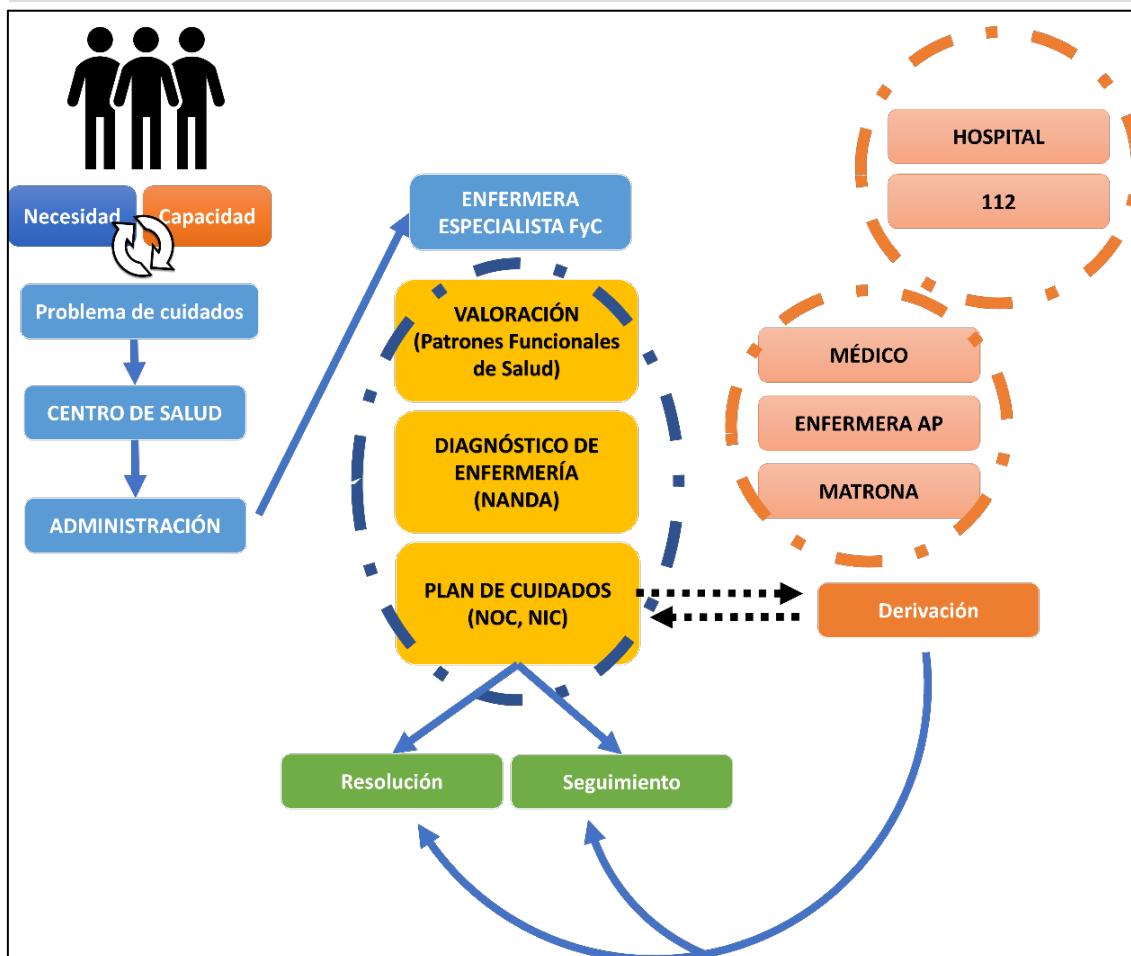 Necesidad
Capacidad
Problema de cuidados
CENTRO DE SALUD
ADMINISTRACIÓN
ENFERMERA
ESPECIALISTA FyC
VALORACIÓN
(Patrones Funcionales
de Salud)
DIAGNÓSTICO DE
ENFERMERÍA
(NANDA)
PLAN DE CUIDADOS
(NOC, NIC)
HOSPITAL
112
MÉDICO
ENFERMERA AP
MATRONA
Derivación
Resolución
Seguimiento